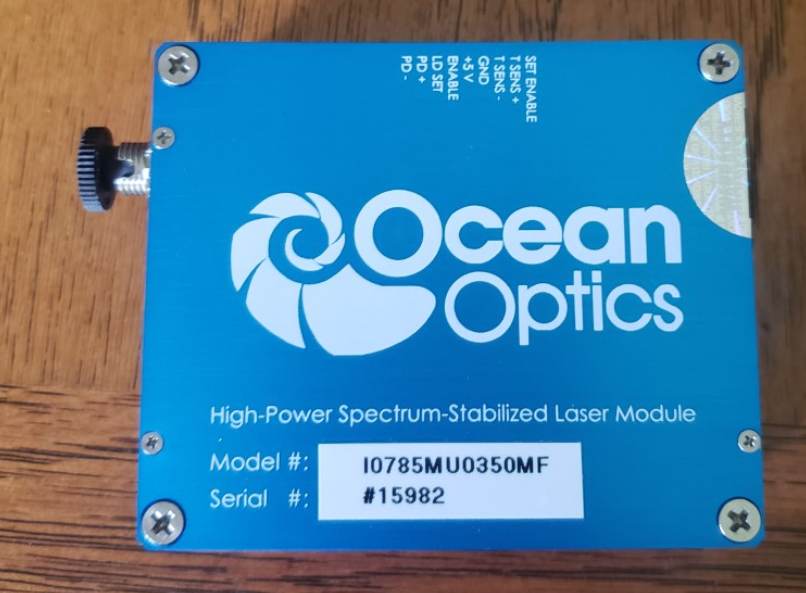 SET ENABLE
T SENS +
T SENS -
GND
+5 V
ENABLE
LD SET
PD +
PD -
Ocean
Optics
High-Power Spectrum-Stabilized Laser Module
Model #: I0785MU0350MF
Serial #: #15982